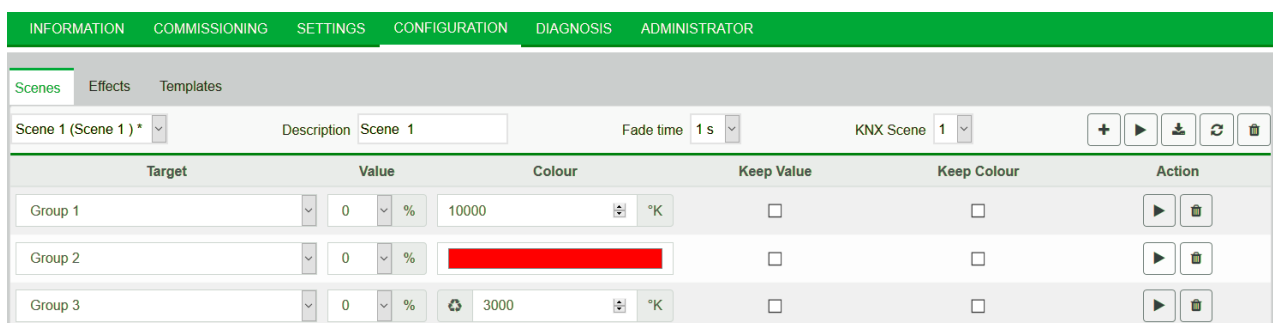 INFORMATION COMMISSIONING SETTINGS CONFIGURATION DIAGNOSIS ADMINISTRATOR
Scenes Effects Templates
Scene 1 (Scene 1 ) * Description Scene 1 Fade time 1 s KNX Scene 1
Target Value Colour Keep Value Keep Colour Action
Group 1 0 % 10000 °K
Group 2 0 %
Group 3 0 % 3000 °K